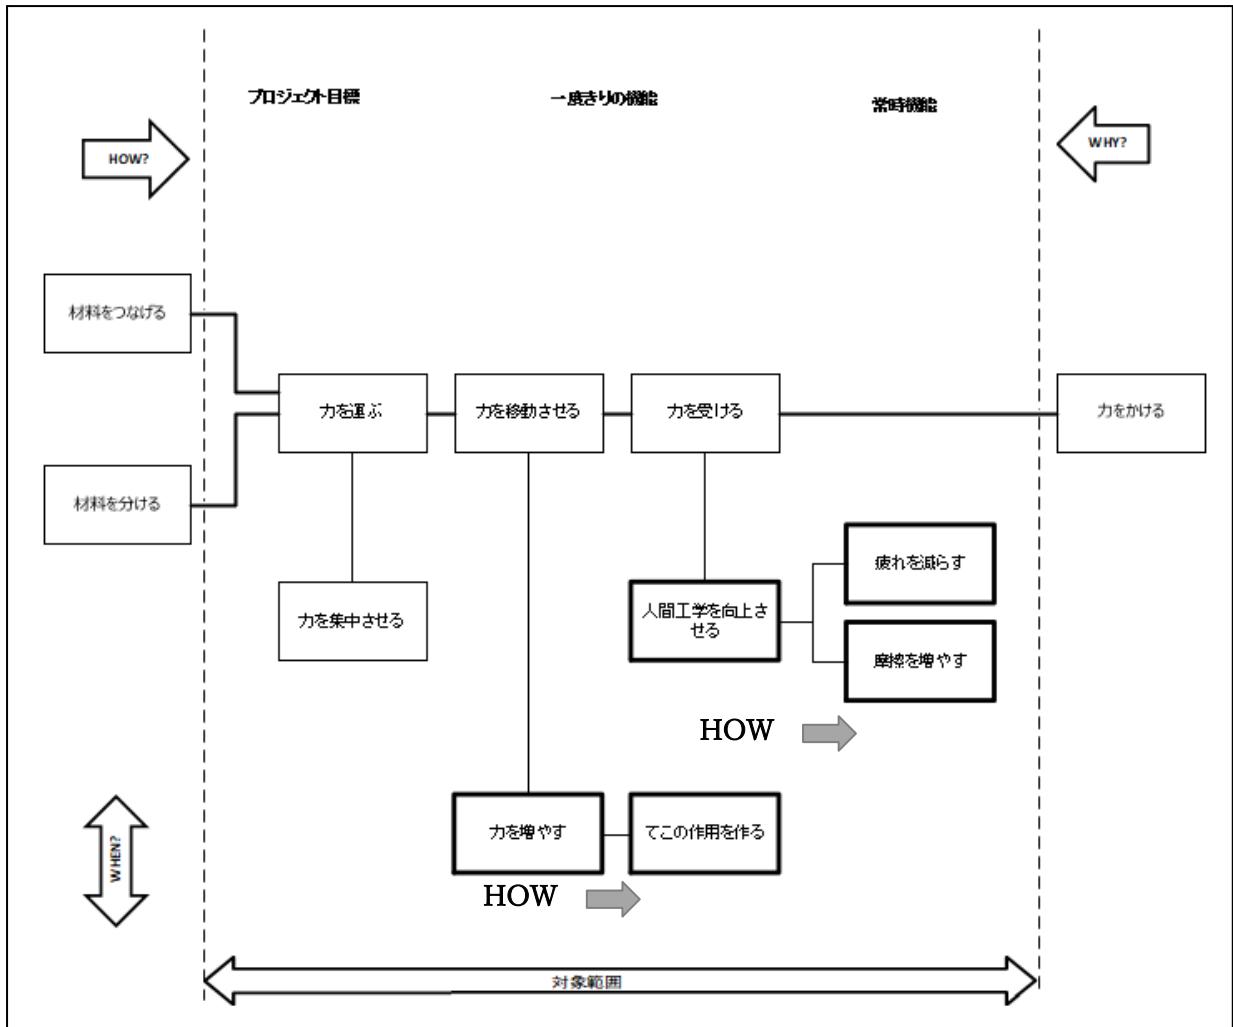 プロジェクト目標
一度きりの機能
常時機能
HOW?
WHY?
材料をつなげる
力を運ぶ
力を移動させる
力を受ける
力をかける
材料を分ける
疲れを減らす
力を集中させる
人間工学を向上さ
せる
摩擦を増やす
HOW
WHEN?
力を増やす
てこの作用を作る
HOW
対象範囲